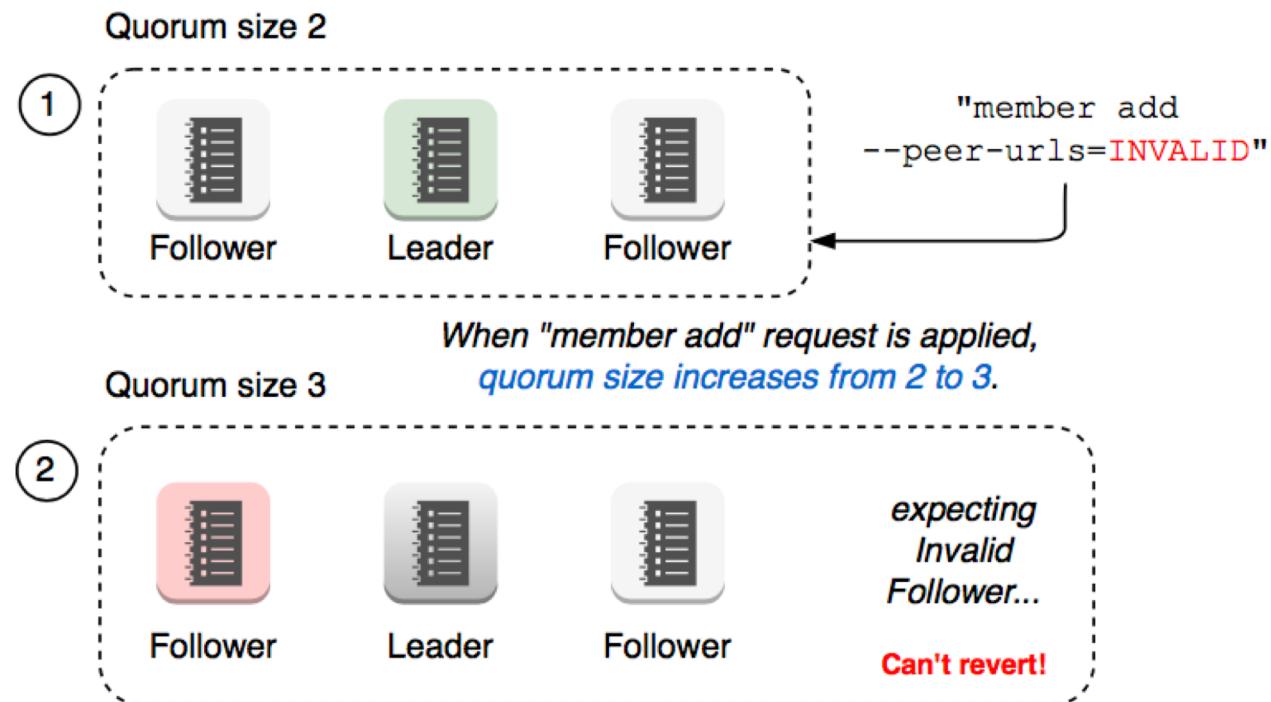 Quorum size 2
1
"member add
--peer-urls=INVALID"
Follower
Leader
Follower
When "member add" request is applied,
quorum size increases from 2 to 3.
Quorum size 3
2
expecting
Invalid
Follower...
Follower
Leader
Follower
Can't revert!